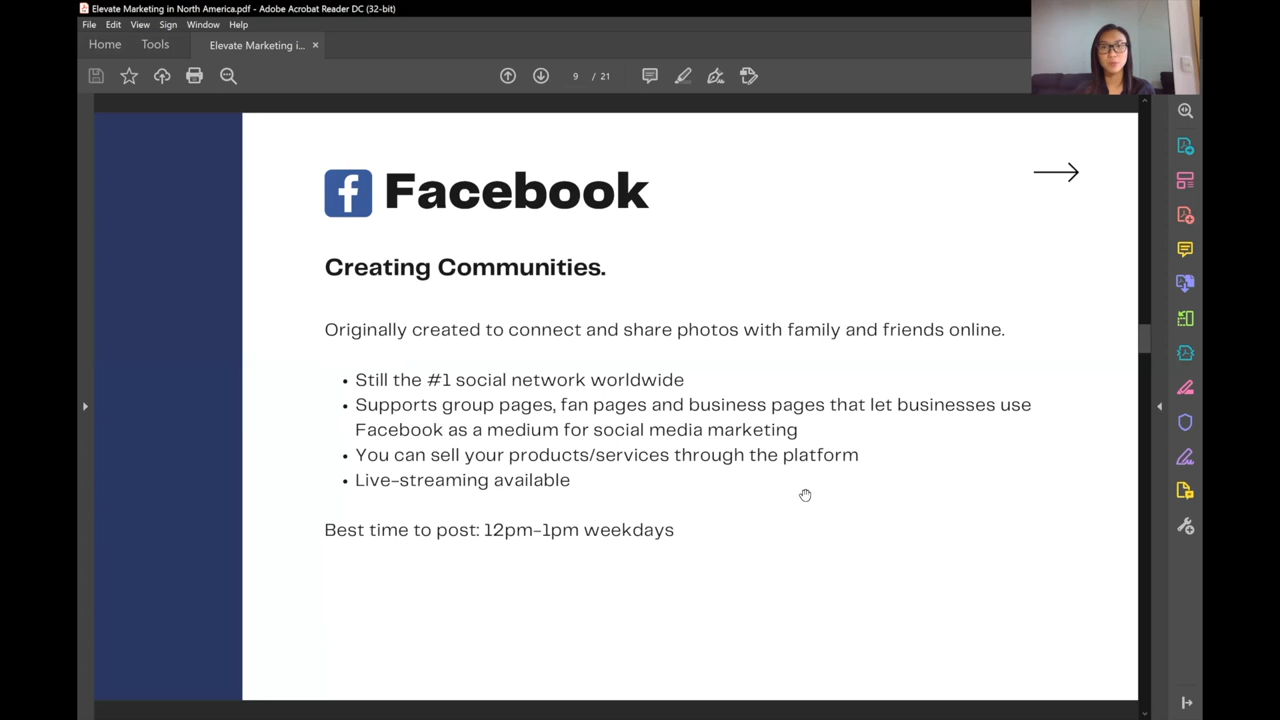 Elevate Marketing in North America.pdf - Adobe Acrobat Reader DC (32-bit)
File Edit View Sign Window Help
Home Tools Elevate Marketing i... ×
9 / 21
f Facebook
Creating Communities.
Originally created to connect and share photos with family and friends online.
• Still the #1 social network worldwide
• Supports group pages, fan pages and business pages that let businesses use
Facebook as a medium for social media marketing
• You can sell your products/services through the platform
• Live-streaming available
Best time to post: 12pm-1pm weekdays